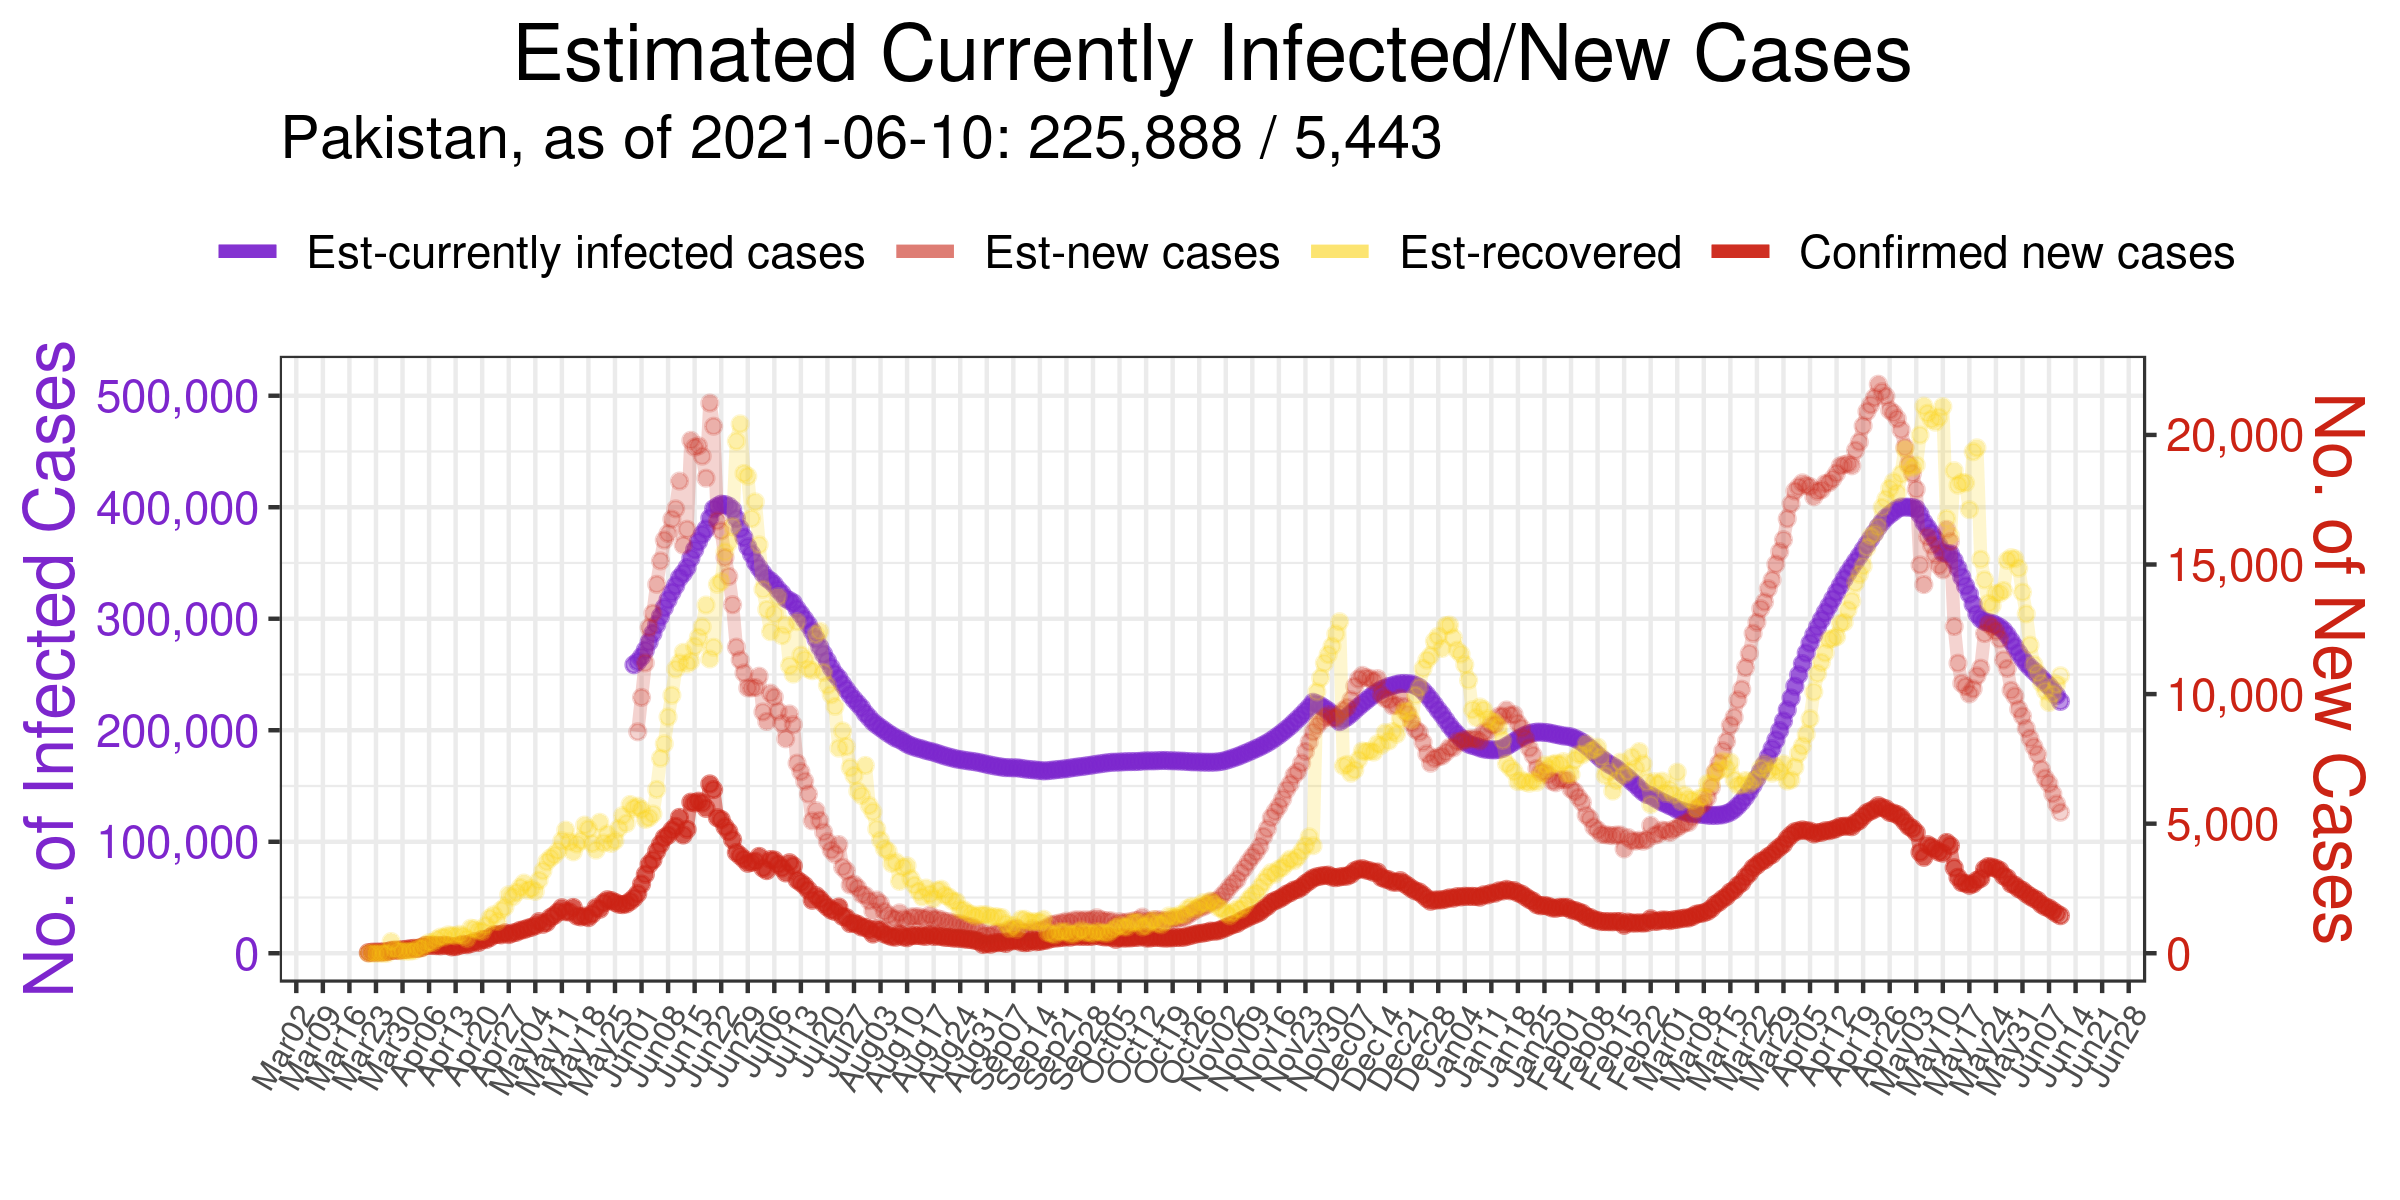 Estimated Currently Infected/New Cases
Pakistan, as of 2021-06-10: 225,888 / 5,443
Est-currently infected cases Est-new cases Est-recovered Confirmed new cases
No. of Infected Cases
500,000
400,000
300,000
200,000
100,000
0
20,000
15,000
10,000
5,000
0
No. of New Cases
Mar02 Mar09 Mar16 Mar23 Mar30 Apr06 Apr13 Apr20 Apr27 May04 May11 May18 May25 Jun01 Jun08 Jun15 Jun22 Jun29 Jul06 Jul13 Jul20 Jul27 Aug03 Aug10 Aug17 Aug24 Aug31 Sep07 Sep14 Sep21 Sep28 Oct05 Oct12 Oct19 Oct26 Nov02 Nov09 Nov16 Nov23 Nov30 Dec07 Dec14 Dec21 Dec28 Jan04 Jan11 Jan18 Jan25 Feb01 Feb08 Feb15 Feb22 Mar01 Mar08 Mar15 Mar22 Mar29 Apr05 Apr12 Apr19 Apr26 May03 May10 May17 May24 May31 Jun07 Jun14 Jun21 Jun28